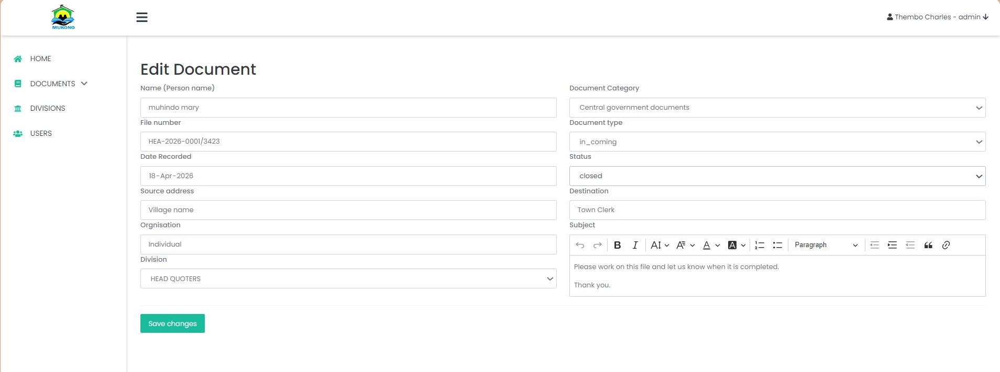 MUKONO
Thembo Charles - admin
HOME
DOCUMENTS
DIVISIONS
USERS
Edit Document
Name (Person name)
muhindo mary
File number
HEA-2026-0001/3423
Date Recorded
18-Apr-2026
Source address
Village name
Orgnisation
Individual
Division
HEAD QUOTERS
Document Category
Central government documents
Document type
in_coming
Status
closed
Destination
Town Clerk
Subject
Paragraph
Please work on this file and let us know when it is completed.
Thank you.
Save changes